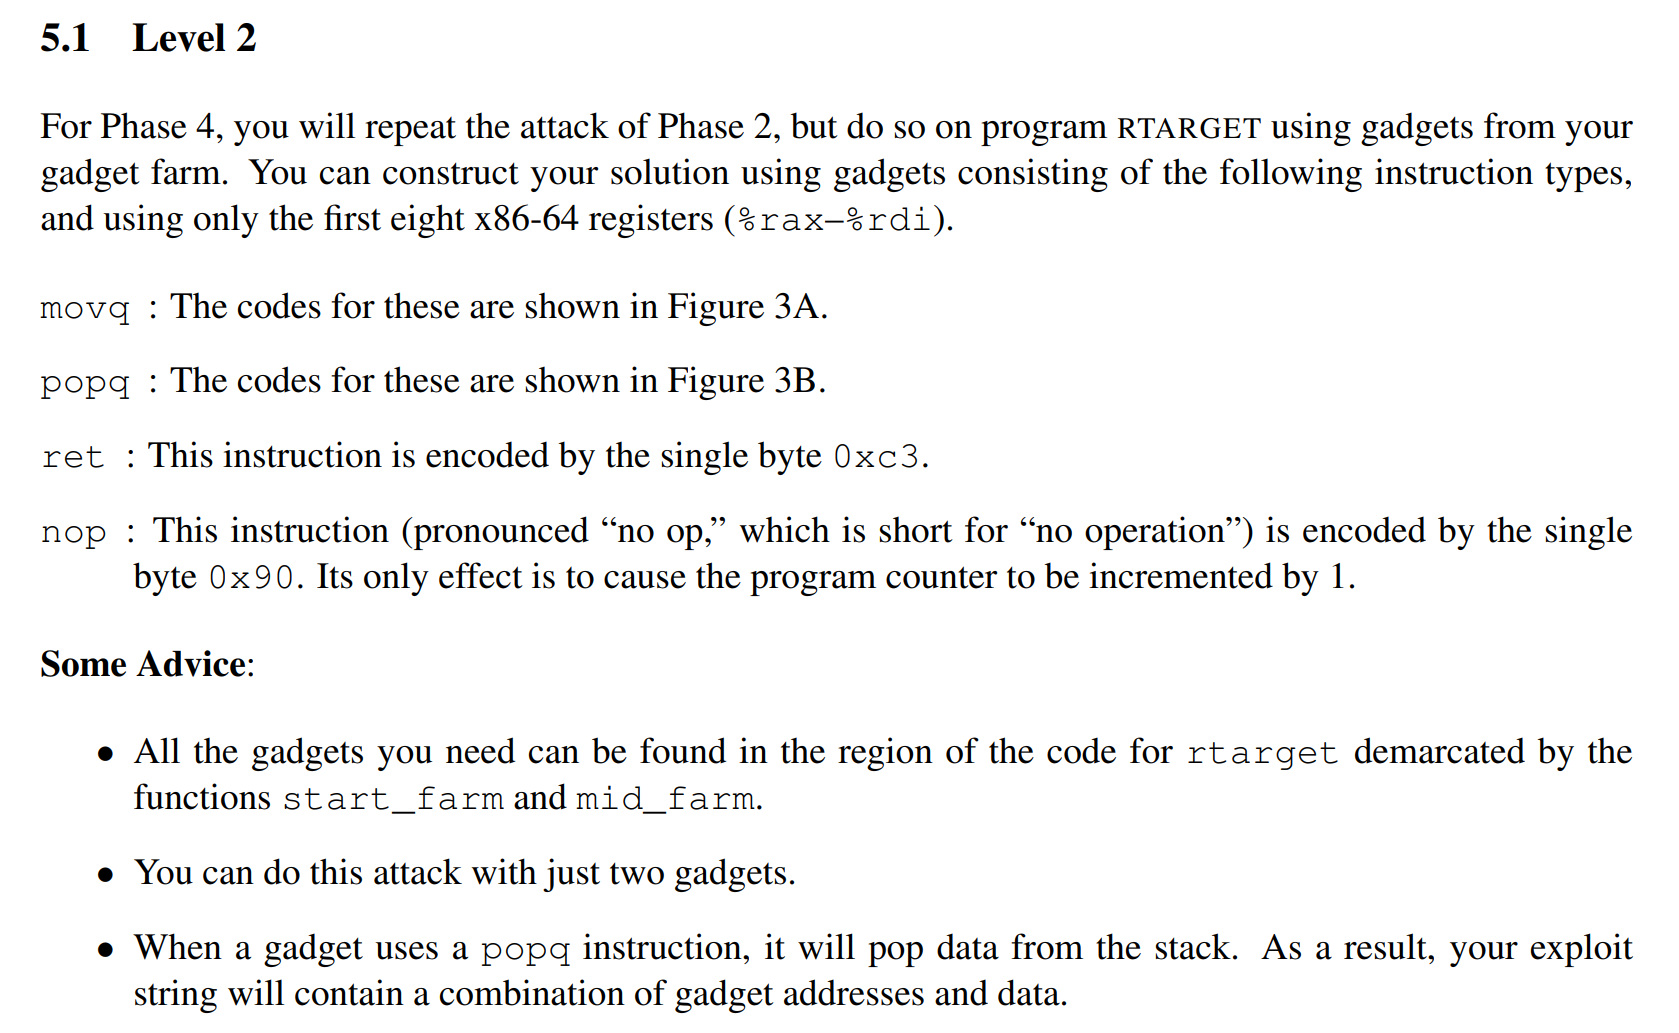 5.1 Level 2
For Phase 4, you will repeat the attack of Phase 2, but do so on program RTARGET using gadgets from your
gadget farm. You can construct your solution using gadgets consisting of the following instruction types,
and using only the first eight x86-64 registers (%rax–%rdi).
movq : The codes for these are shown in Figure 3A.
popq : The codes for these are shown in Figure 3B.
ret : This instruction is encoded by the single byte 0xc3.
nop : This instruction (pronounced “no op,” which is short for “no operation”) is encoded by the single
byte 0x90. Its only effect is to cause the program counter to be incremented by 1.
Some Advice:
• All the gadgets you need can be found in the region of the code for rtarget demarcated by the
functions start_farm and mid_farm.
• You can do this attack with just two gadgets.
• When a gadget uses a popq instruction, it will pop data from the stack. As a result, your exploit
string will contain a combination of gadget addresses and data.